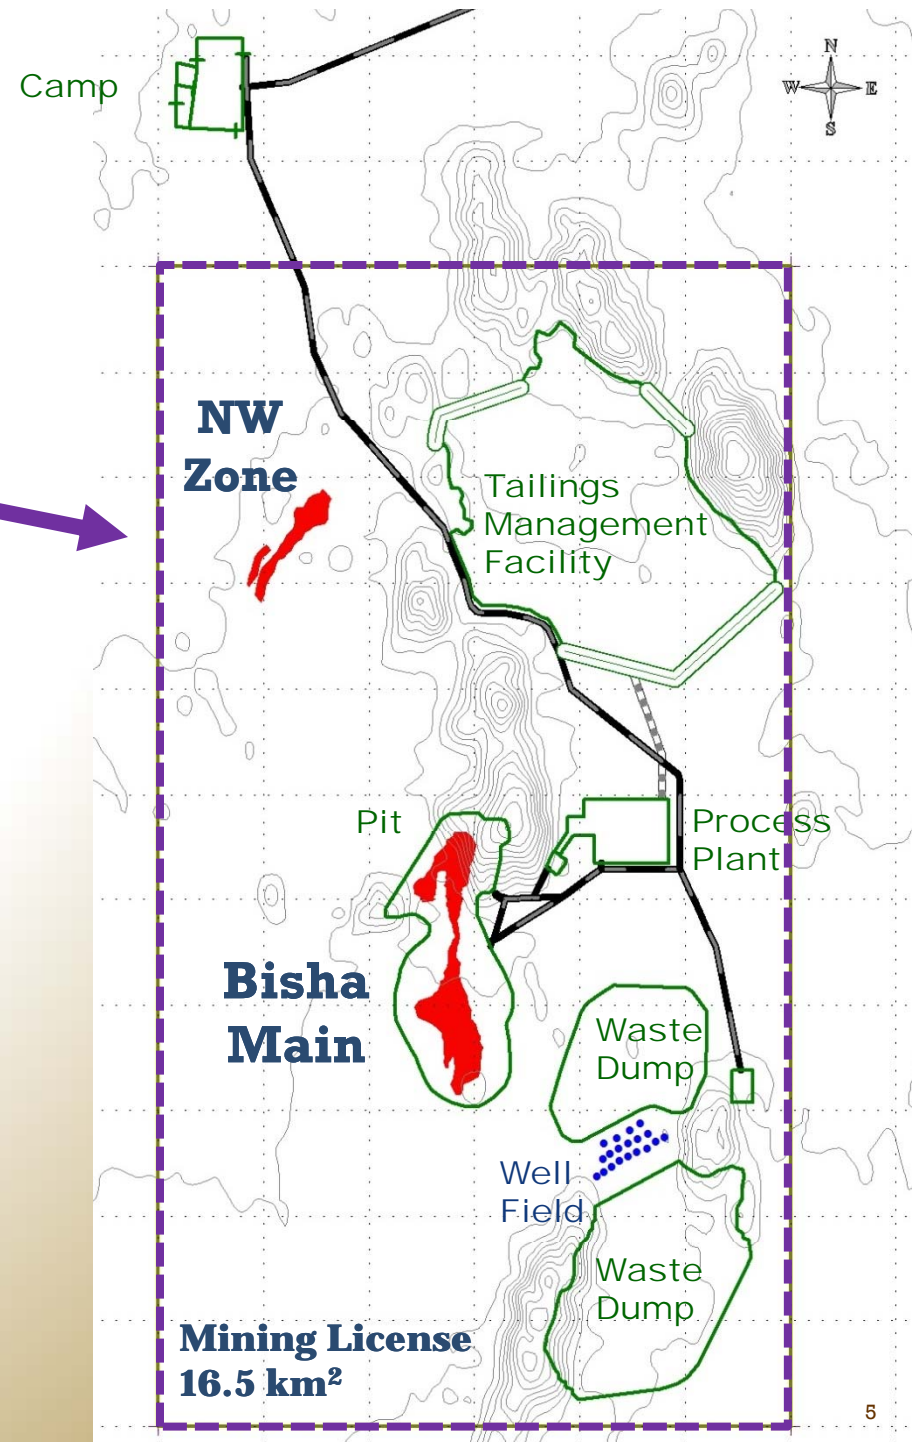 N
W E
S
Camp
NW
Zone
Tailings
Management
Facility
Pit
Process
Plant
Bisha
Main
Waste
Dump
Well
Field
Waste
Dump
Mining License
16.5 km²
5